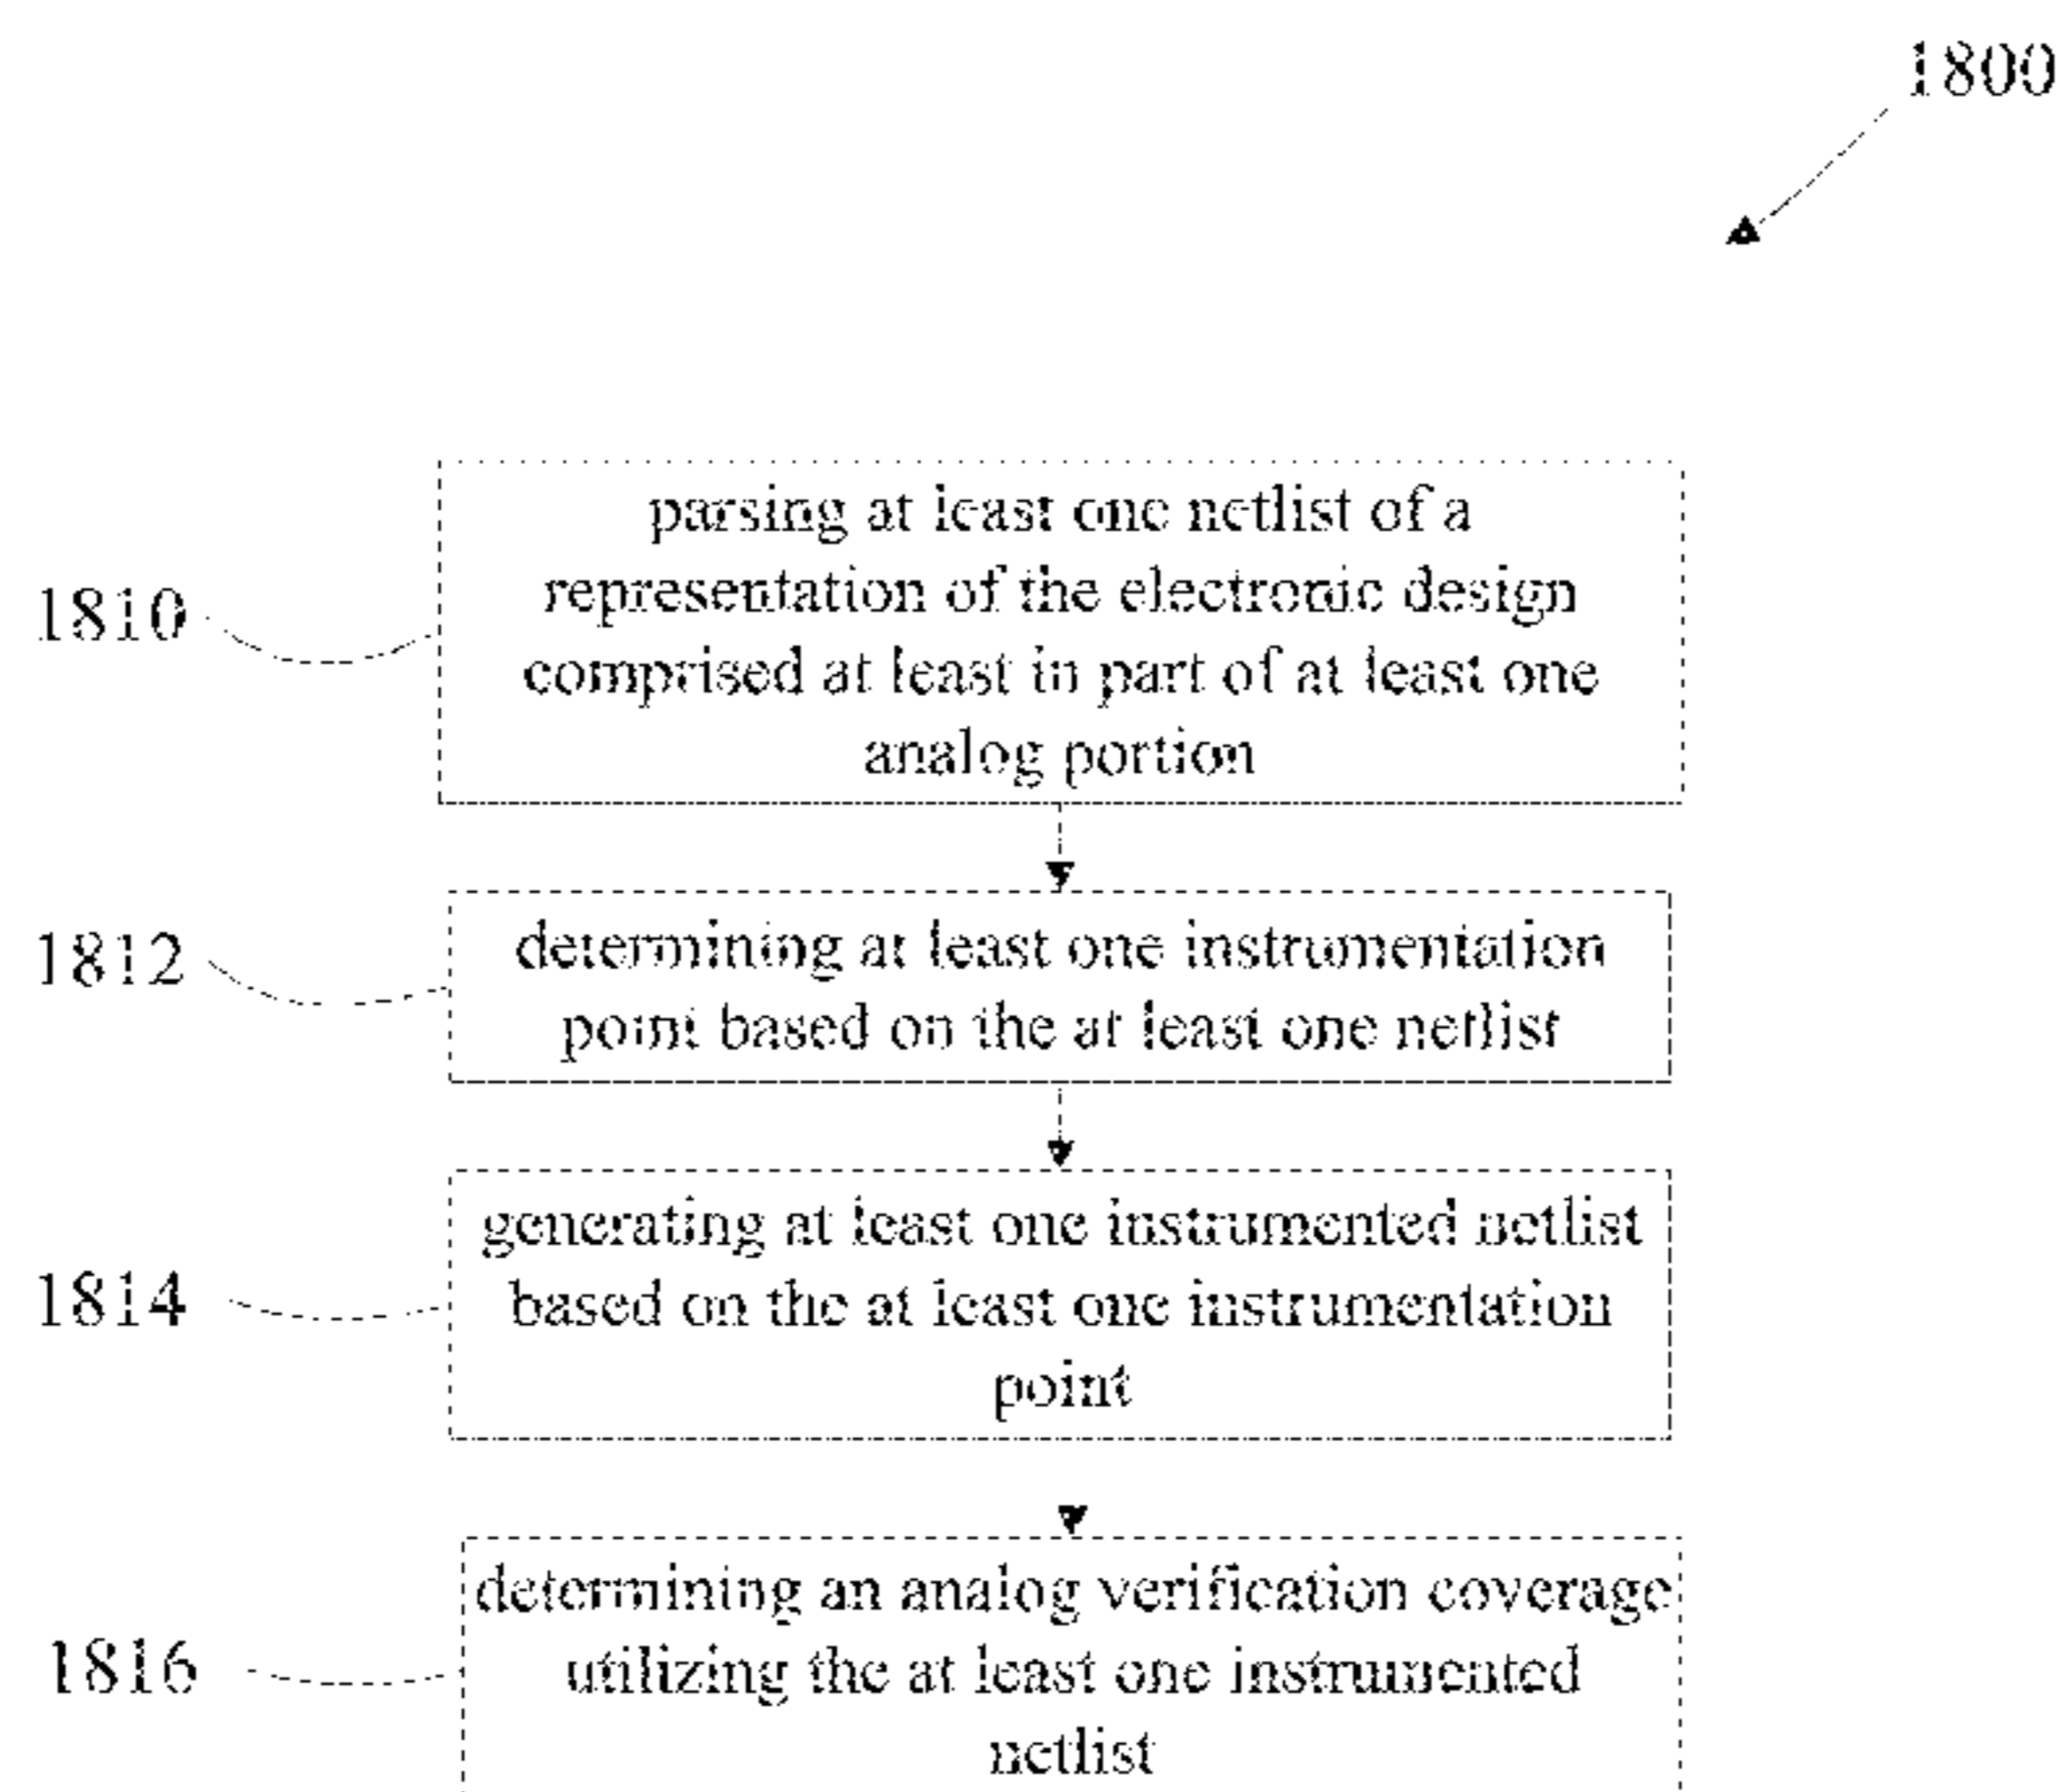 1800
parsing at least one netlist of a
representation of the electronic design
comprised at least in part of at least one
analog portion
1810
determining at least one instrumentation
point based on the at least one netlist
1812
generating at least one instrumented netlist
based on the at least one instrumentation
point
1814
determining an analog verification coverage
utilizing the at least one instrumented
netlist
1816